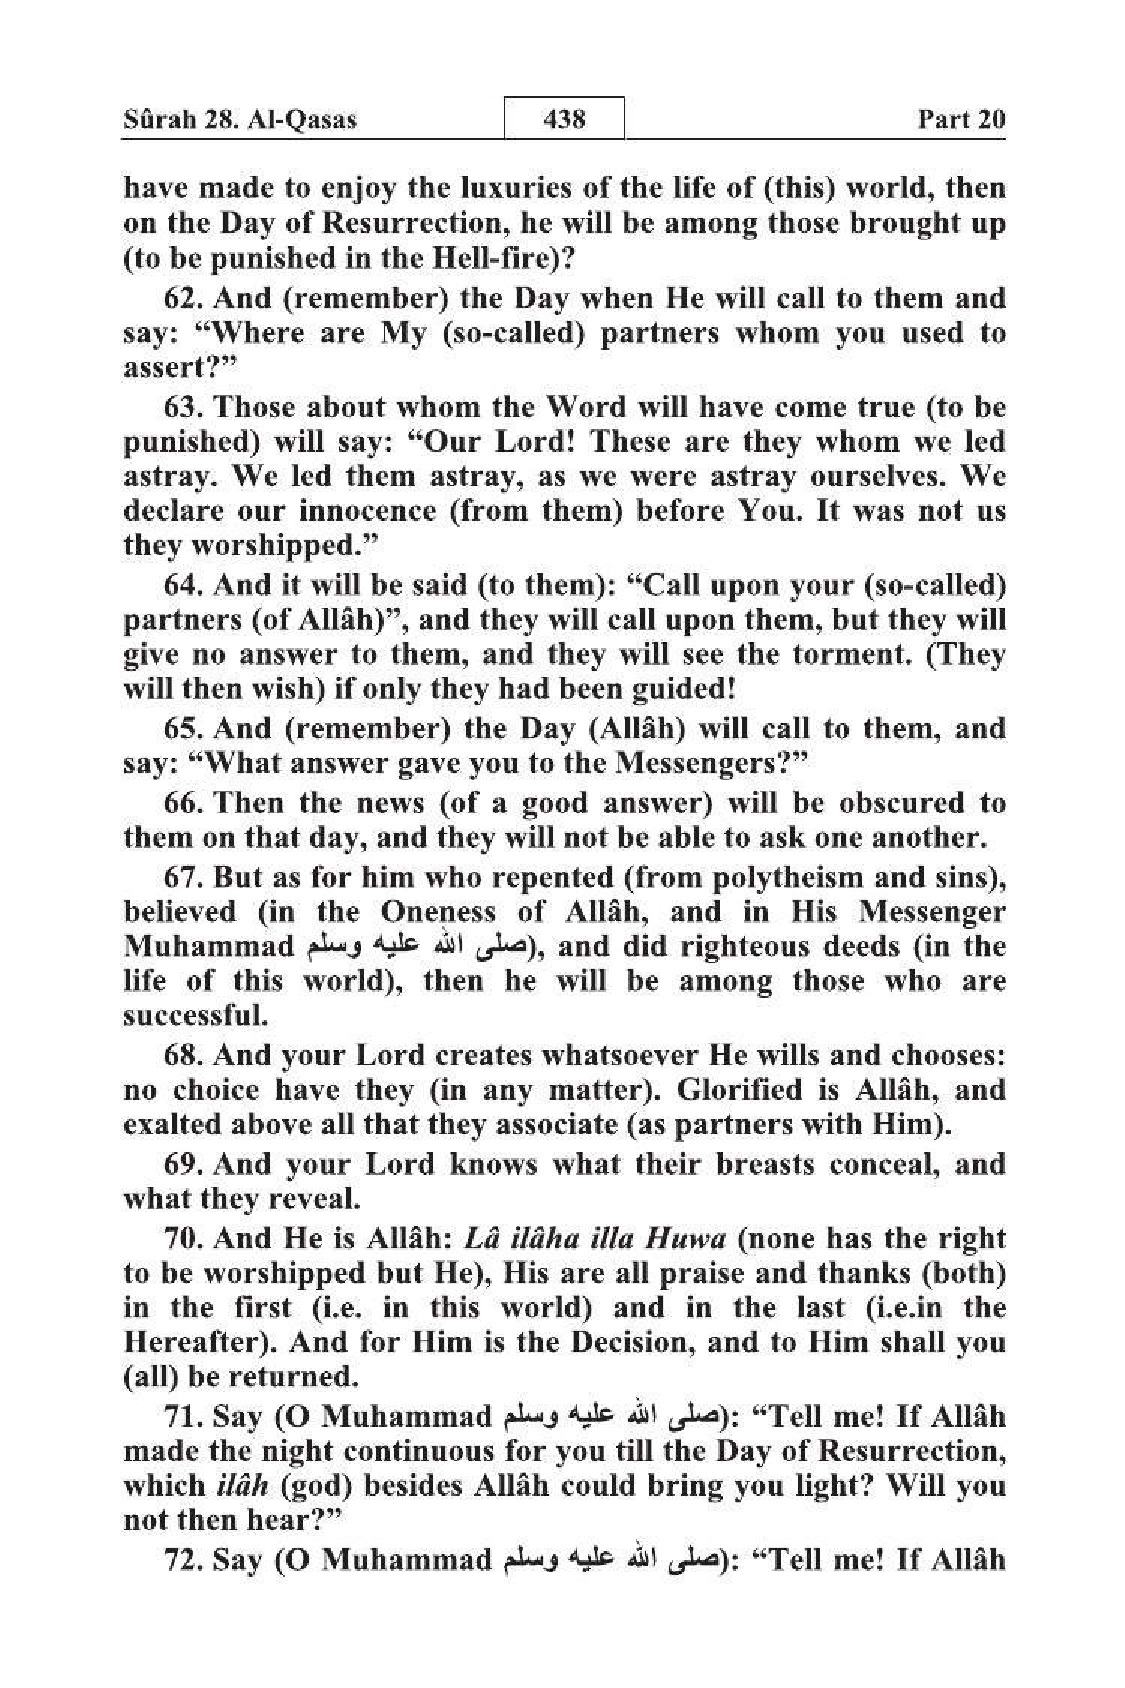 Sûrah 28. Al-Qasas 438 Part 20
have made to enjoy the luxuries of the life of (this) world, then
on the Day of Resurrection, he will be among those brought up
(to be punished in the Hell-fire)?
62. And (remember) the Day when He will call to them and
say: “Where are My (so-called) partners whom you used to
assert?”
63. Those about whom the Word will have come true (to be
punished) will say: “Our Lord! These are they whom we led
astray. We led them astray, as we were astray ourselves. We
declare our innocence (from them) before You. It was not us
they worshipped.”
64. And it will be said (to them): “Call upon your (so-called)
partners (of Allâh)”, and they will call upon them, but they will
give no answer to them, and they will see the torment. (They
will then wish) if only they had been guided!
65. And (remember) the Day (Allâh) will call to them, and
say: “What answer gave you to the Messengers?”
66. Then the news (of a good answer) will be obscured to
them on that day, and they will not be able to ask one another.
67. But as for him who repented (from polytheism and sins),
believed (in the Oneness of Allâh, and in His Messenger
Muhammad صلى الله عليه وسلم), and did righteous deeds (in the
life of this world), then he will be among those who are
successful.
68. And your Lord creates whatsoever He wills and chooses:
no choice have they (in any matter). Glorified is Allâh, and
exalted above all that they associate (as partners with Him).
69. And your Lord knows what their breasts conceal, and
what they reveal.
70. And He is Allâh: Lâ ilâha illa Huwa (none has the right
to be worshipped but He), His are all praise and thanks (both)
in the first (i.e. in this world) and in the last (i.e.in the
Hereafter). And for Him is the Decision, and to Him shall you
(all) be returned.
71. Say (O Muhammad صلى الله عليه وسلم): “Tell me! If Allâh
made the night continuous for you till the Day of Resurrection,
which ilâh (god) besides Allâh could bring you light? Will you
not then hear?”
72. Say (O Muhammad صلى الله عليه وسلم): “Tell me! If Allâh